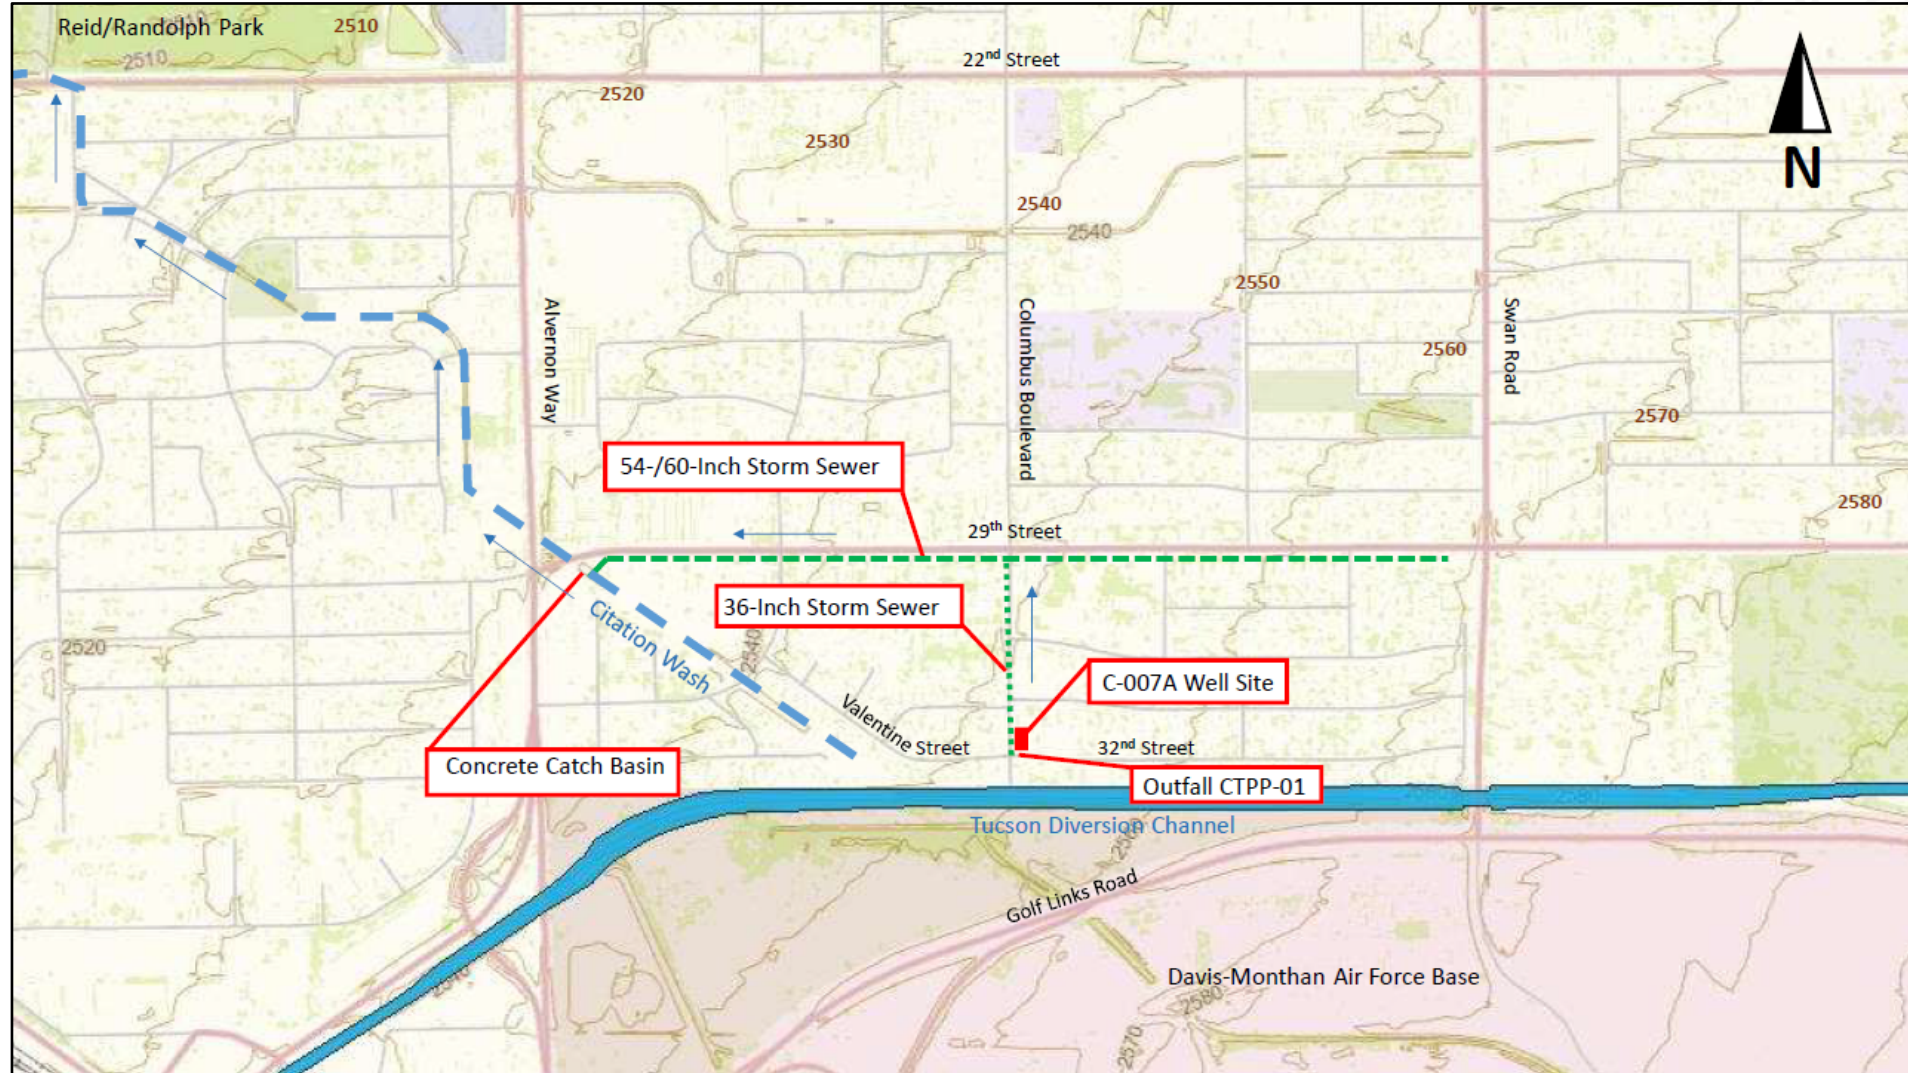 Reid/Randolph Park
2510
2510
2510
22nd Street
2520
2530
N
2540
2540
2550
Alvernon Way
Columbus Boulevard
Swan Road
2560
2570
54-/60-Inch Storm Sewer
2580
29th Street
36-Inch Storm Sewer
Citation Wash
2540
2520
C-007A Well Site
Valentine Street
32nd Street
Concrete Catch Basin
Outfall CTPP-01
Tucson Diversion Channel
Golf Links Road
Davis-Monthan Air Force Base
2580
2570